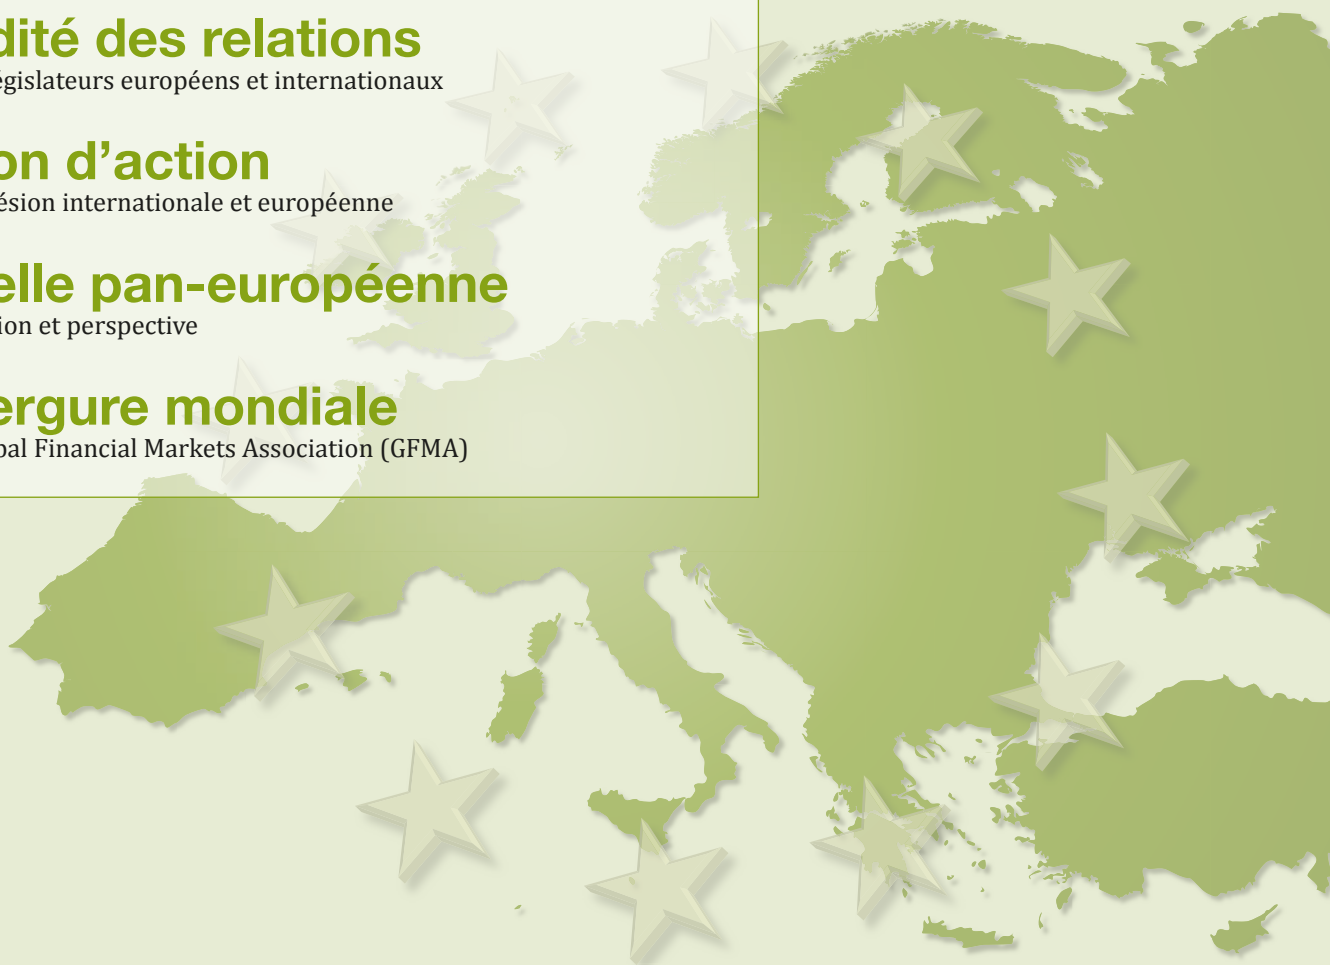 dité des relations
égislateurs européens et internationaux
on d’action
ésion internationale et européenne
elle pan-européenne
ion et perspective
ergure mondiale
bal Financial Markets Association (GFMA)